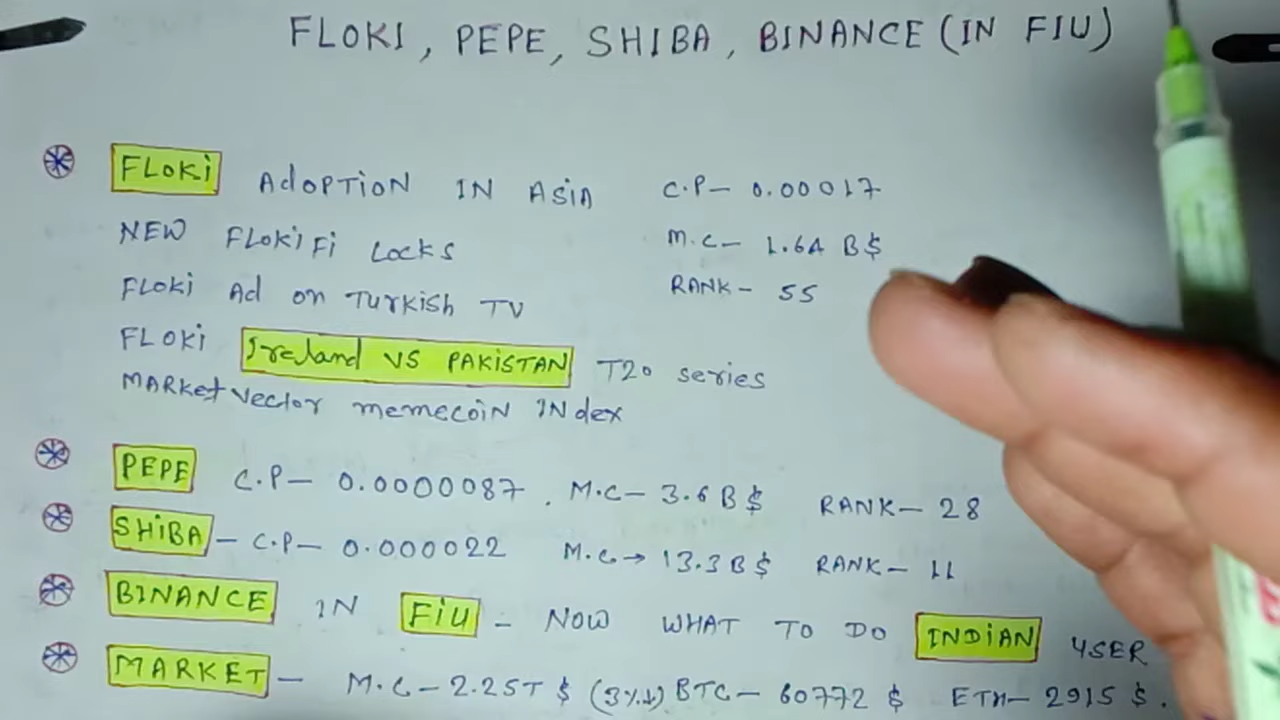 FLOKI, PEPE, SHIBA, BINANCE (IN FIU)
FLOKi ADOPTION IN ASiA C.P- 0.00017
NEW FLOKiFi LOCKS M.C- 1.64 B$
FLOKi Ad on TURKisH TV RANK- 55
FLOKi Ireland VS PAKiSTAN T20 series
MARKet Vector memecoiN INdex
PEPE C.P- 0.0000087. M.C- 3.6 B$ RANK- 28
SHiBA - C.P- 0.000022 M.C→ 13.3 B$ RANK- 11
BINANCE IN FiU - NOW WHAT TO DO INDiAN USER
MARKET - M.C- 2.25T $ (3%↓) BTC- 60772 $ ETH- 2915 $.